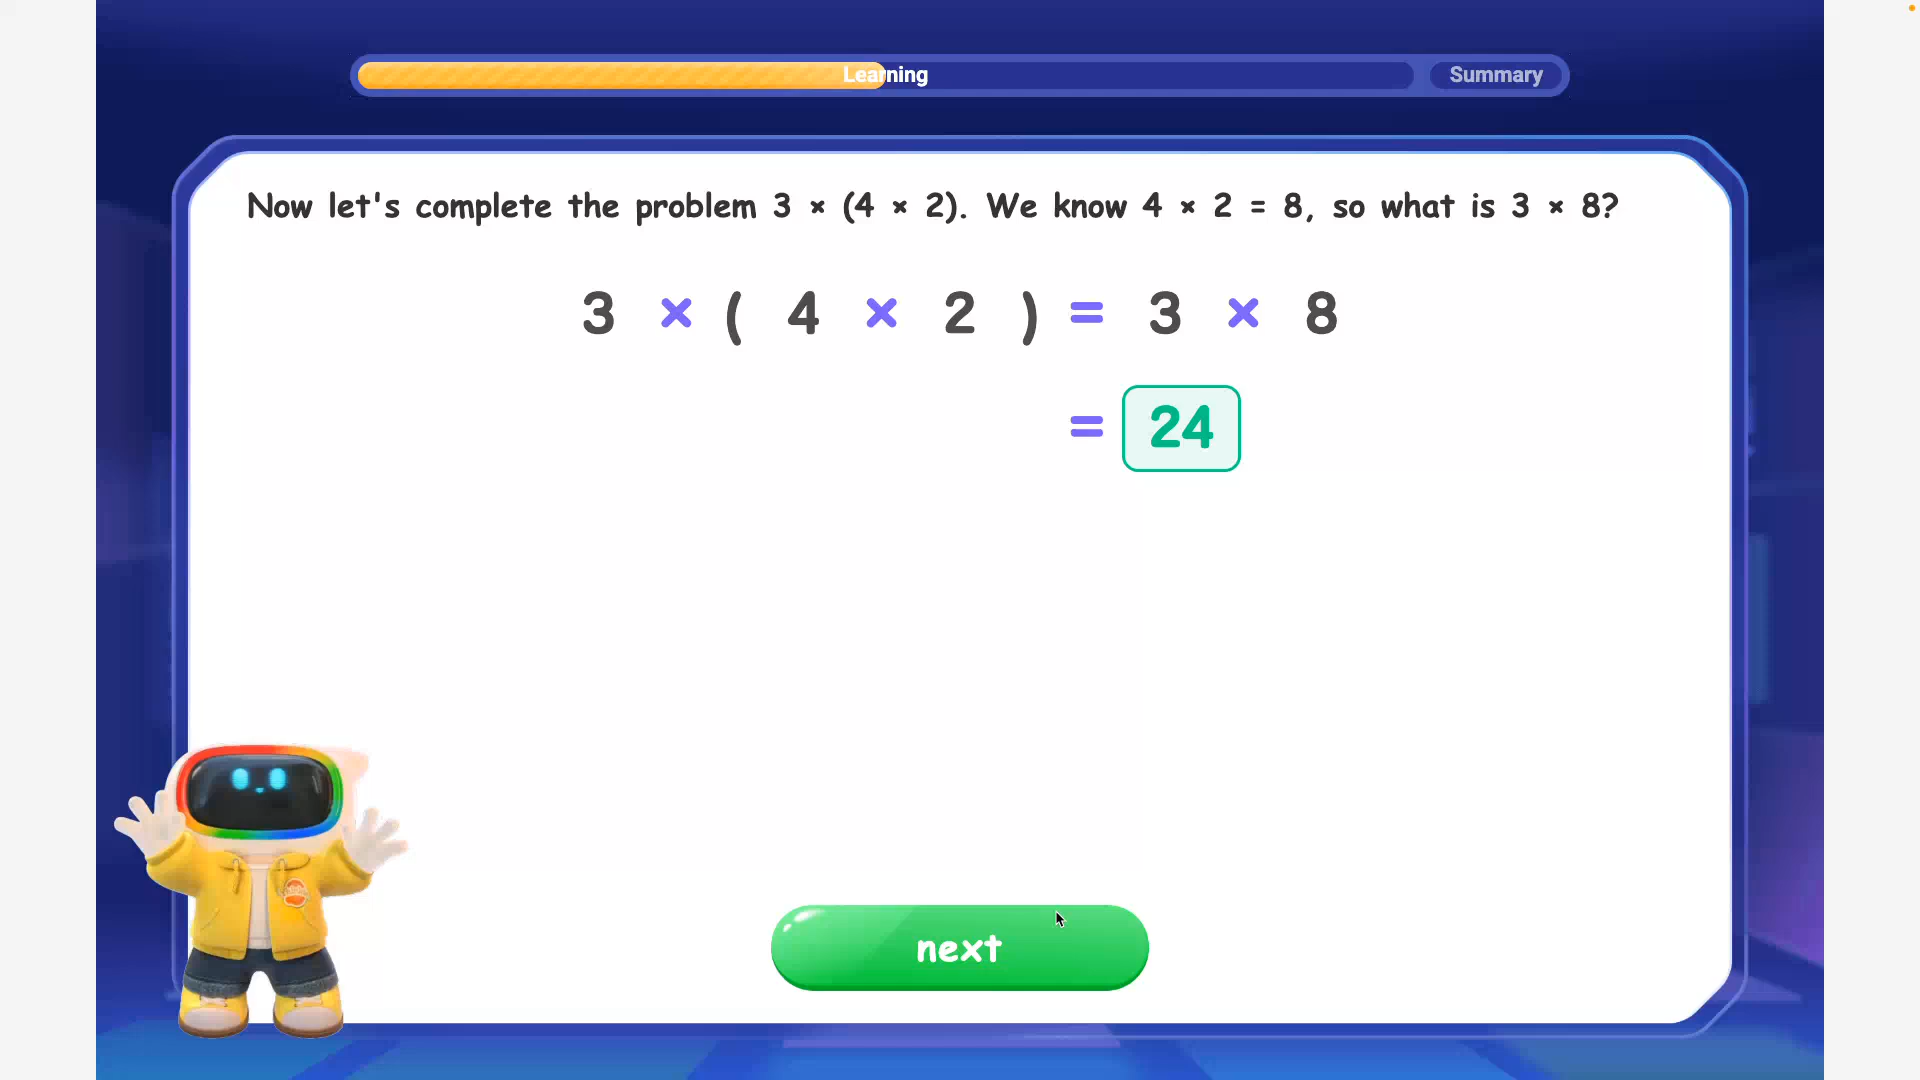 Learning
Summary
Now let's complete the problem 3 × (4 × 2). We know 4 × 2 = 8, so what is 3 × 8?
3 × ( 4 × 2 ) = 3 × 8
= 24
next